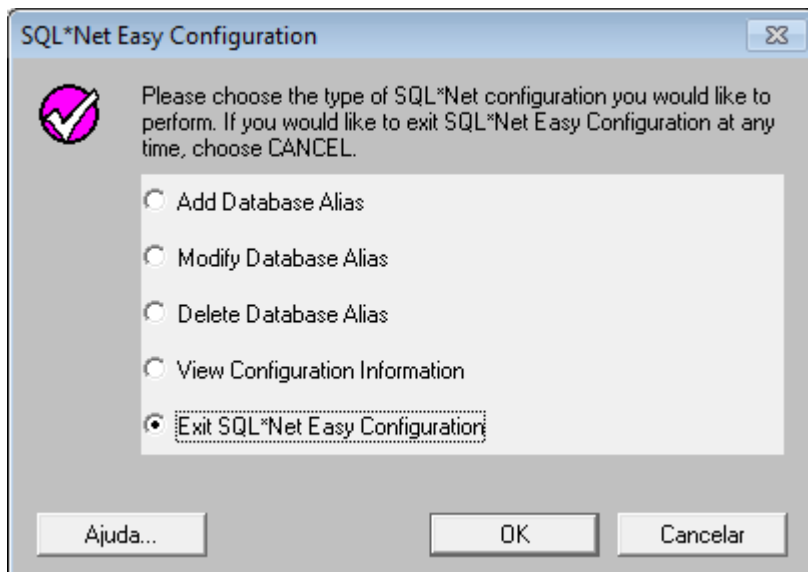 SQL*Net Easy Configuration
Please choose the type of SQL*Net configuration you would like to
perform. If you would like to exit SQL*Net Easy Configuration at any
time, choose CANCEL.
Add Database Alias
Modify Database Alias
Delete Database Alias
View Configuration Information
Exit SQL*Net Easy Configuration
Ajuda... OK Cancelar